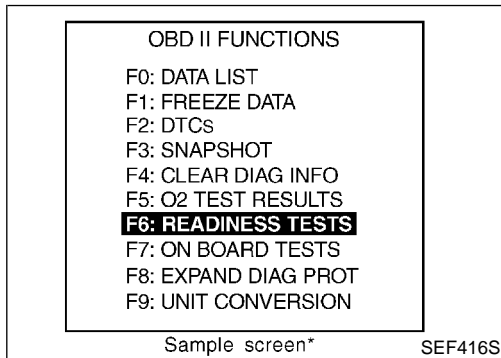 OBD II FUNCTIONS
F0: DATA LIST
F1: FREEZE DATA
F2: DTCs
F3: SNAPSHOT
F4: CLEAR DIAG INFO
F5: O2 TEST RESULTS
F6: READINESS TESTS
F7: ON BOARD TESTS
F8: EXPAND DIAG PROT
F9: UNIT CONVERSION
Sample screen*
SEF416S